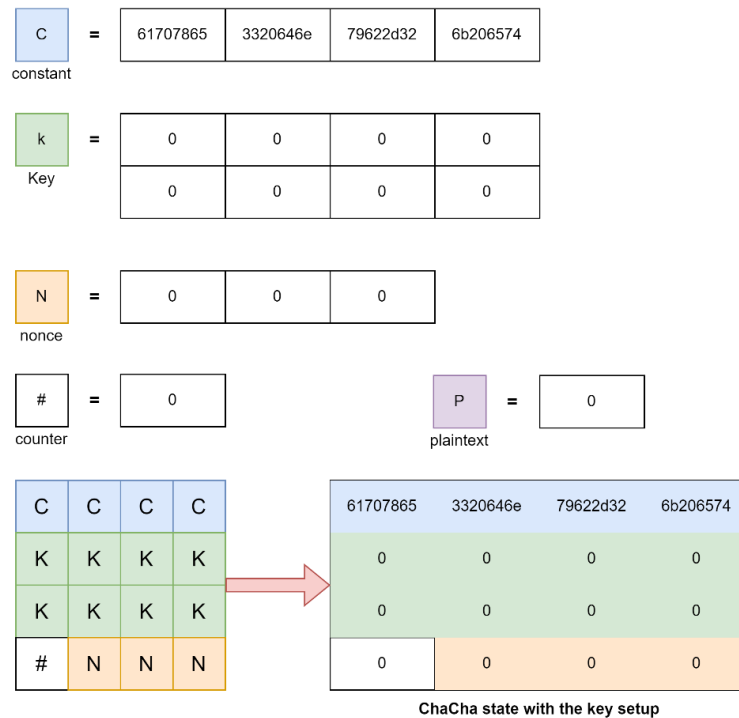 C = 61707865 3320646e 79622d32 6b206574
constant
k = 0 0 0 0
0 0 0 0
Key
N = 0 0 0
nonce
# = 0 P = 0
counter plaintext
C C C C 61707865 3320646e 79622d32 6b206574
K K K K 0 0 0 0
K K K K 0 0 0 0
# N N N 0 0 0 0
ChaCha state with the key setup